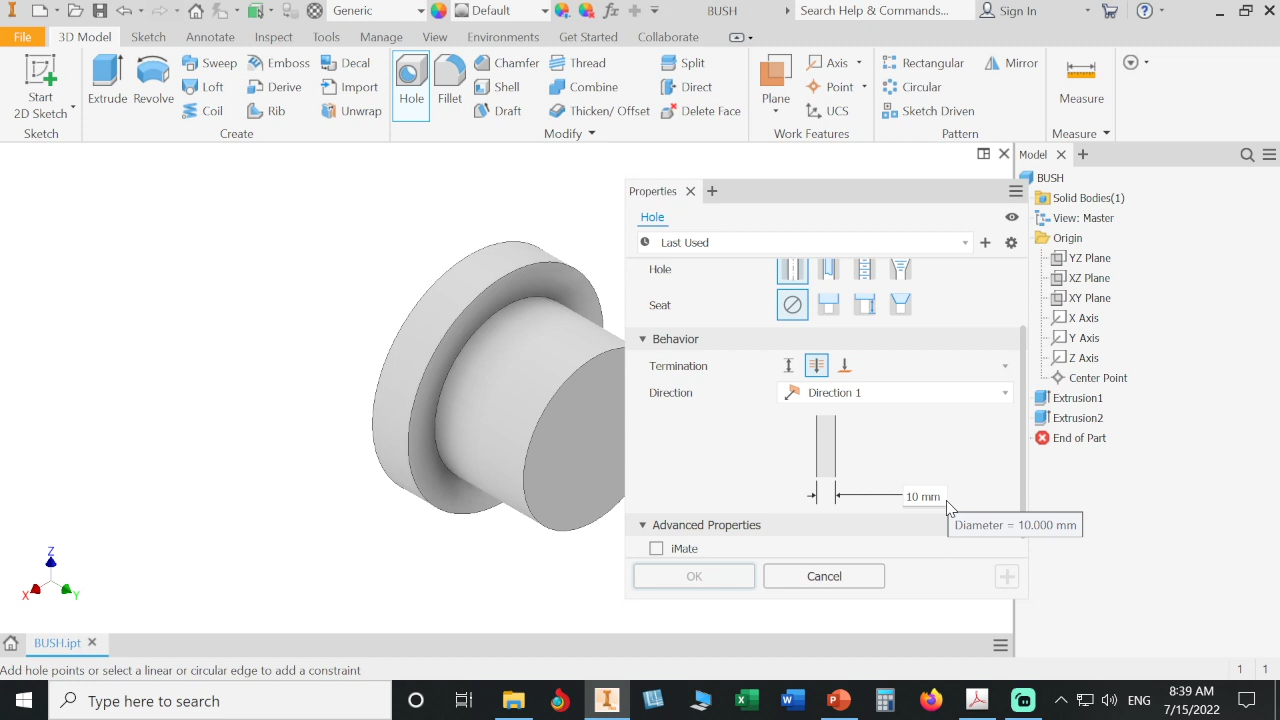 Generic Default BUSH Search Help & Commands... Sign In
File 3D Model Sketch Annotate Inspect Tools Manage View Environments Get Started Collaborate
Start
2D Sketch
Sketch
Extrude Revolve
Sweep Emboss Decal
Loft Derive Import
Coil Rib Unwrap
Create
Hole Fillet
Chamfer Thread Split
Shell Combine Direct
Draft Thicken/ Offset Delete Face
Modify
Plane
Axis
Point
UCS
Work Features
Rectangular Mirror
Circular
Sketch Driven
Pattern
Measure
Measure
Model
BUSH
Solid Bodies(1)
View: Master
Origin
YZ Plane
XZ Plane
XY Plane
X Axis
Y Axis
Z Axis
Center Point
Extrusion1
Extrusion2
End of Part
Properties
Hole
Last Used
Hole
Seat
Behavior
Termination
Direction Direction 1
10 mm
Diameter = 10.000 mm
Advanced Properties
iMate
OK Cancel
Z
X Y
BUSH.ipt
Add hole points or select a linear or circular edge to add a constraint 1 1
Type here to search
ENG
8:39 AM
7/15/2022